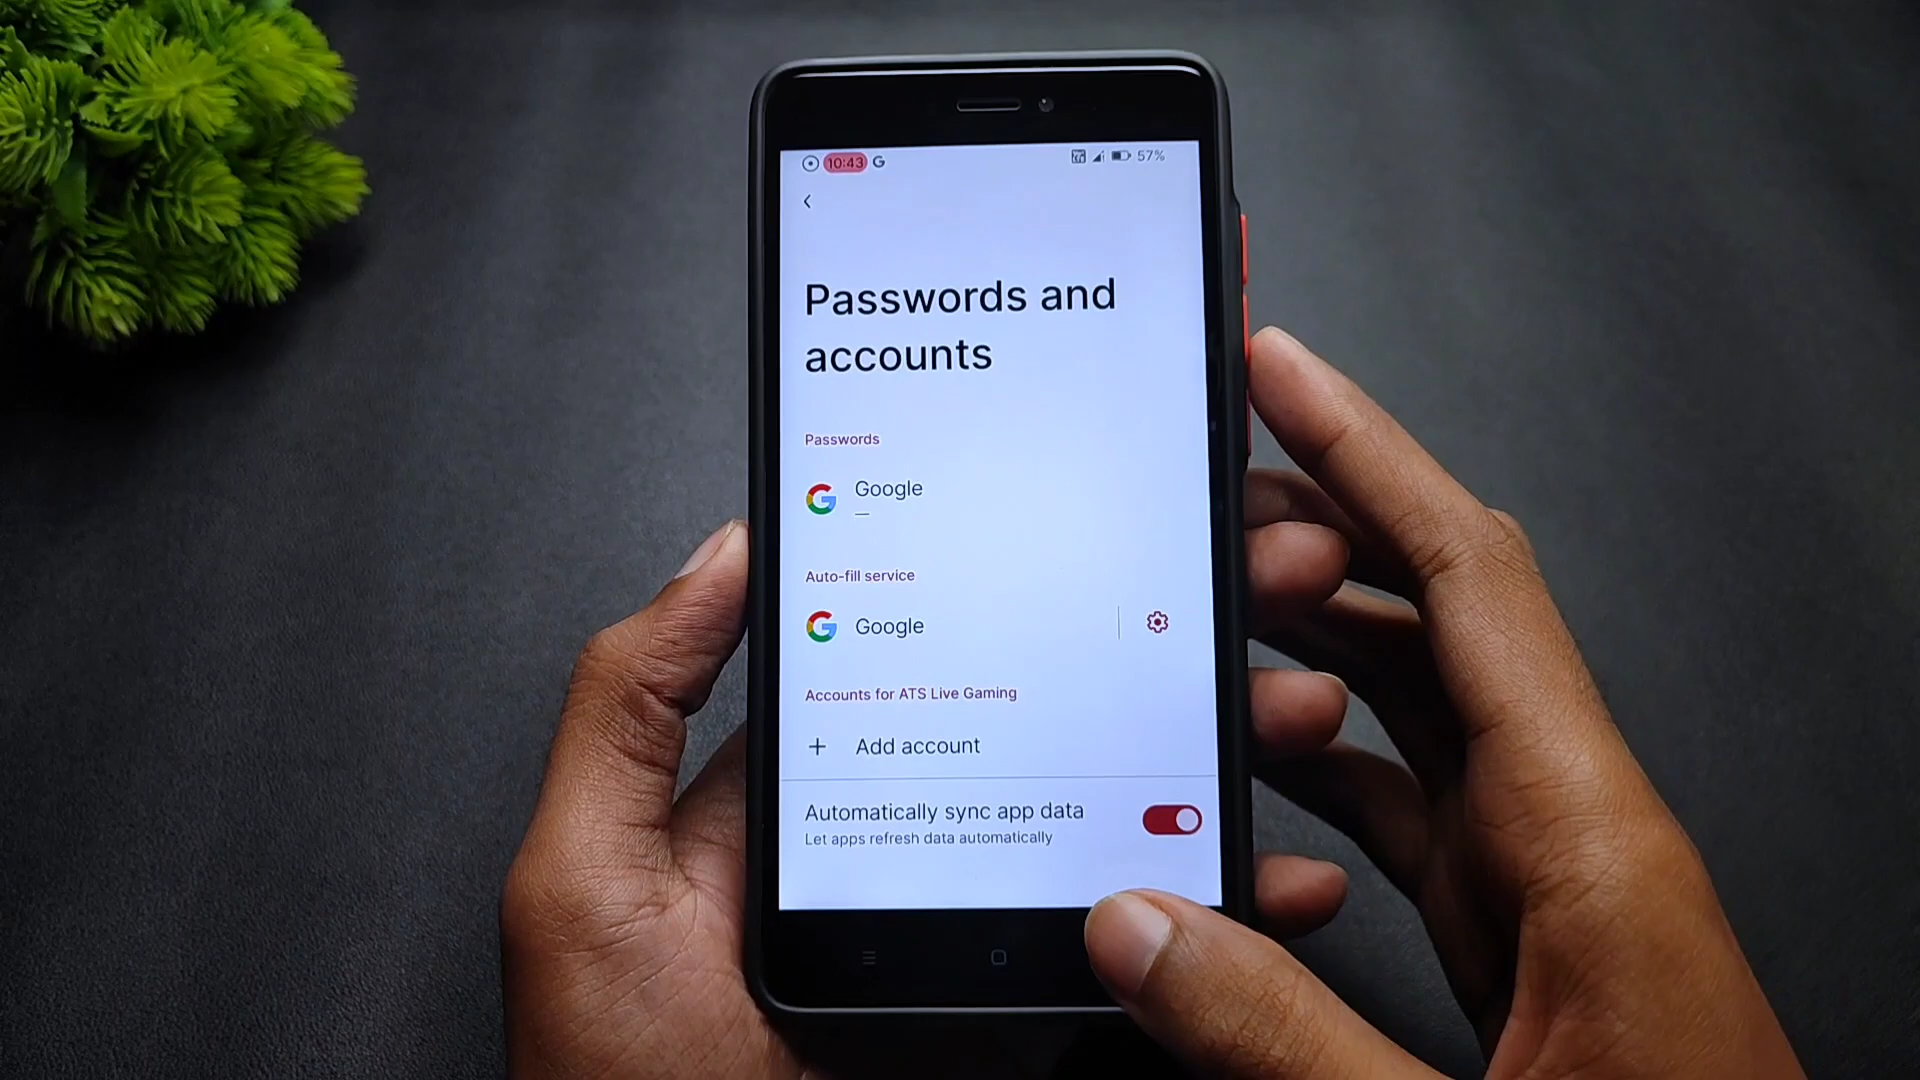 10:43 G 57%
Passwords and
accounts
Passwords
Google
—
Auto-fill service
Google
Accounts for ATS Live Gaming
+ Add account
Automatically sync app data
Let apps refresh data automatically